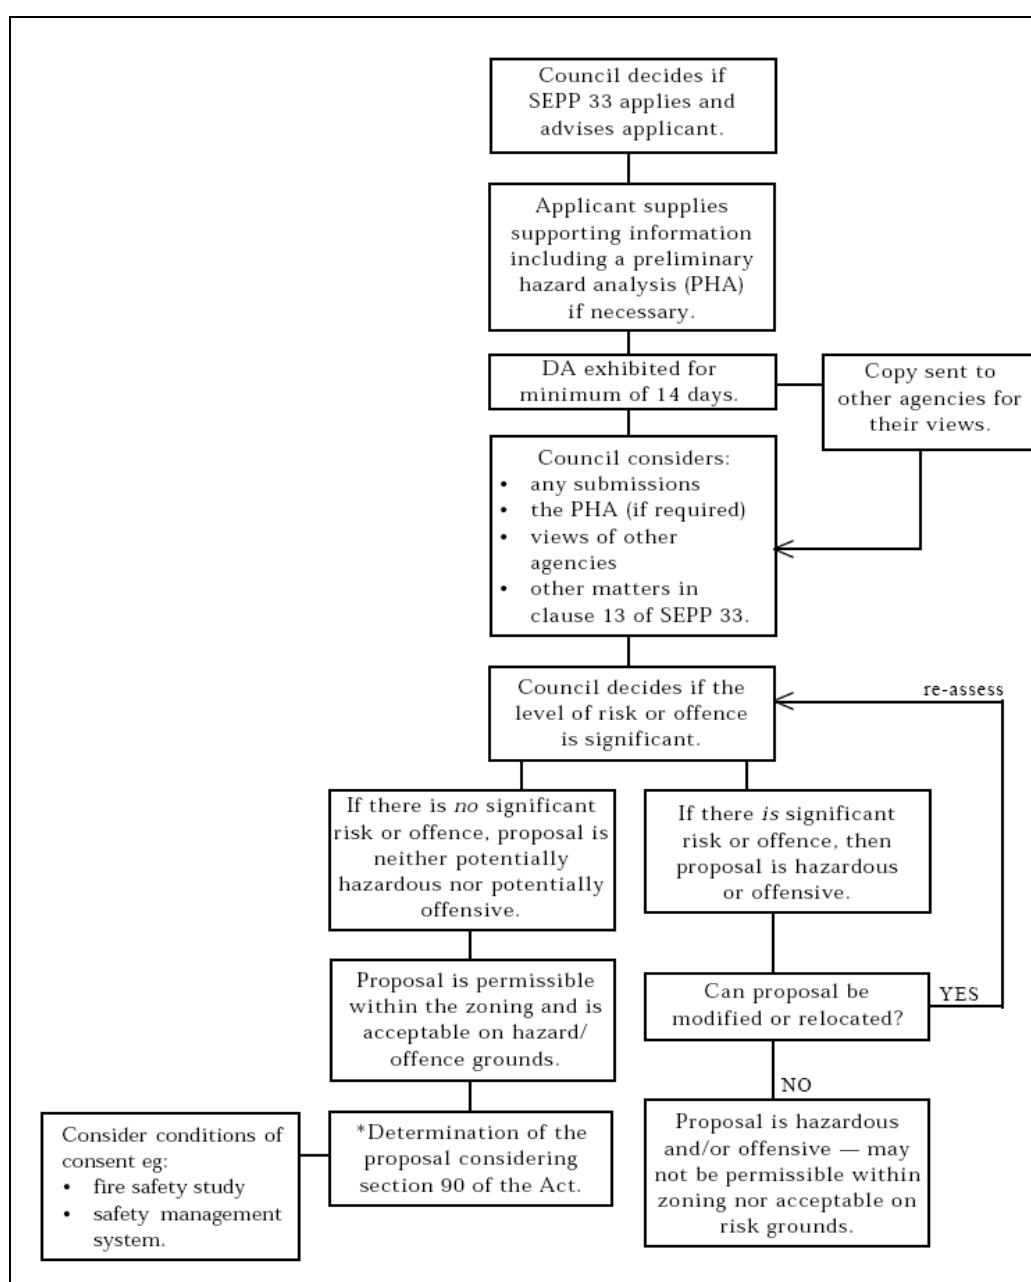 Council decides if
SEPP 33 applies and
advises applicant.
Applicant supplies
supporting information
including a preliminary
hazard analysis (PHA)
if necessary.
DA exhibited for
minimum of 14 days.
Copy sent to
other agencies for
their views.
Council considers:
• any submissions
• the PHA (if required)
• views of other
agencies
• other matters in
clause 13 of SEPP 33.
Council decides if the
level of risk or offence
is significant.
re-assess
If there is no significant
risk or offence, proposal is
neither potentially
hazardous nor potentially
offensive.
If there is significant
risk or offence, then
proposal is hazardous
or offensive.
Proposal is permissible
within the zoning and is
acceptable on hazard/
offence grounds.
Can proposal be
modified or relocated?
YES
NO
Consider conditions of
consent eg:
• fire safety study
• safety management
system.
*Determination of the
proposal considering
section 90 of the Act.
Proposal is hazardous
and/or offensive — may
not be permissible within
zoning nor acceptable on
risk grounds.